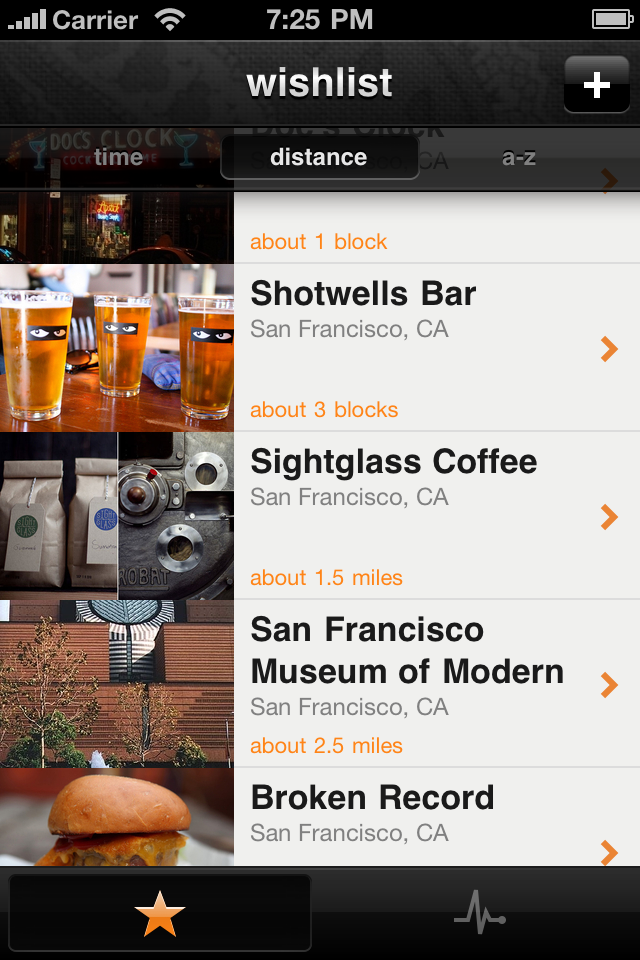 Carrier 7:25 PM
wishlist
+
DOC'S CLOCK
time distance a-z
about 1 block
Shotwells Bar
San Francisco, CA
about 3 blocks
Sightglass Coffee
San Francisco, CA
about 1.5 miles
San Francisco
Museum of Modern
San Francisco, CA
about 2.5 miles
Broken Record
San Francisco, CA